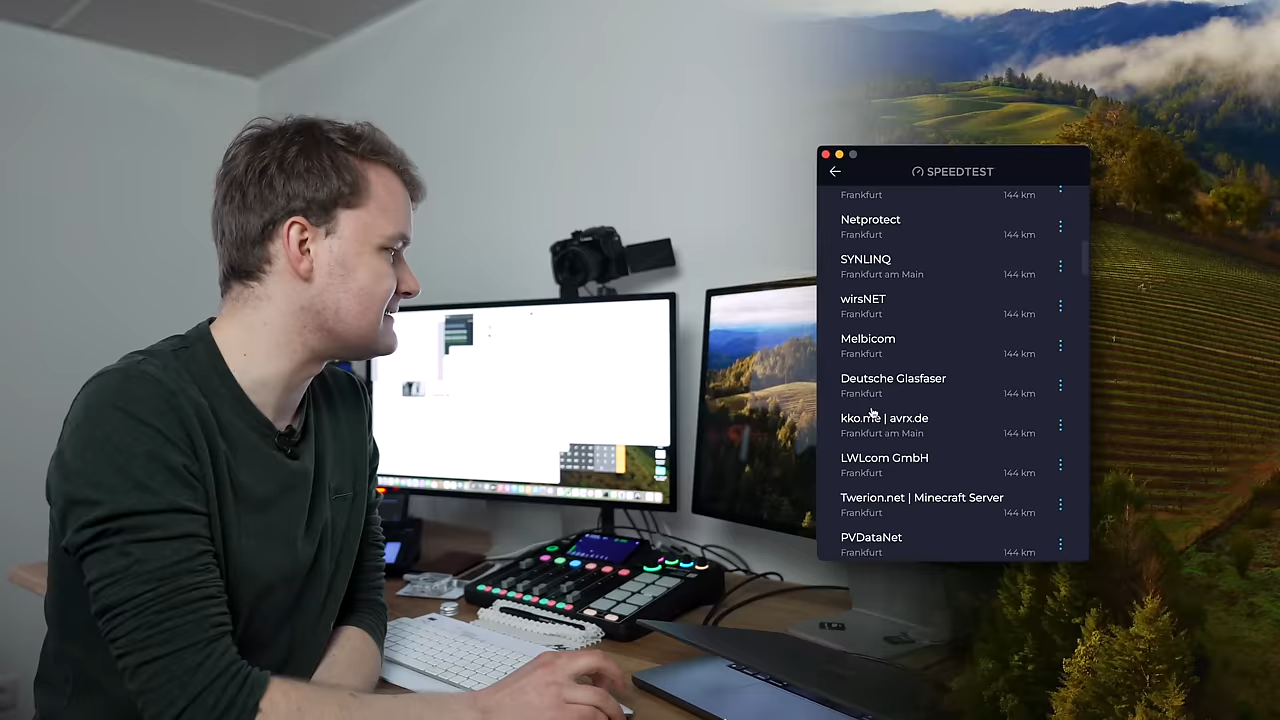 SPEEDTEST
Frankfurt 144 km
Netprotect
Frankfurt 144 km
SYNLINQ
Frankfurt am Main 144 km
wirsNET
Frankfurt 144 km
Melbicom
Frankfurt 144 km
Deutsche Glasfaser
Frankfurt 144 km
kko.me | avrx.de
Frankfurt am Main 144 km
LWLcom GmbH
Frankfurt 144 km
Twerion.net | Minecraft Server
Frankfurt 144 km
PVDataNet
Frankfurt 144 km